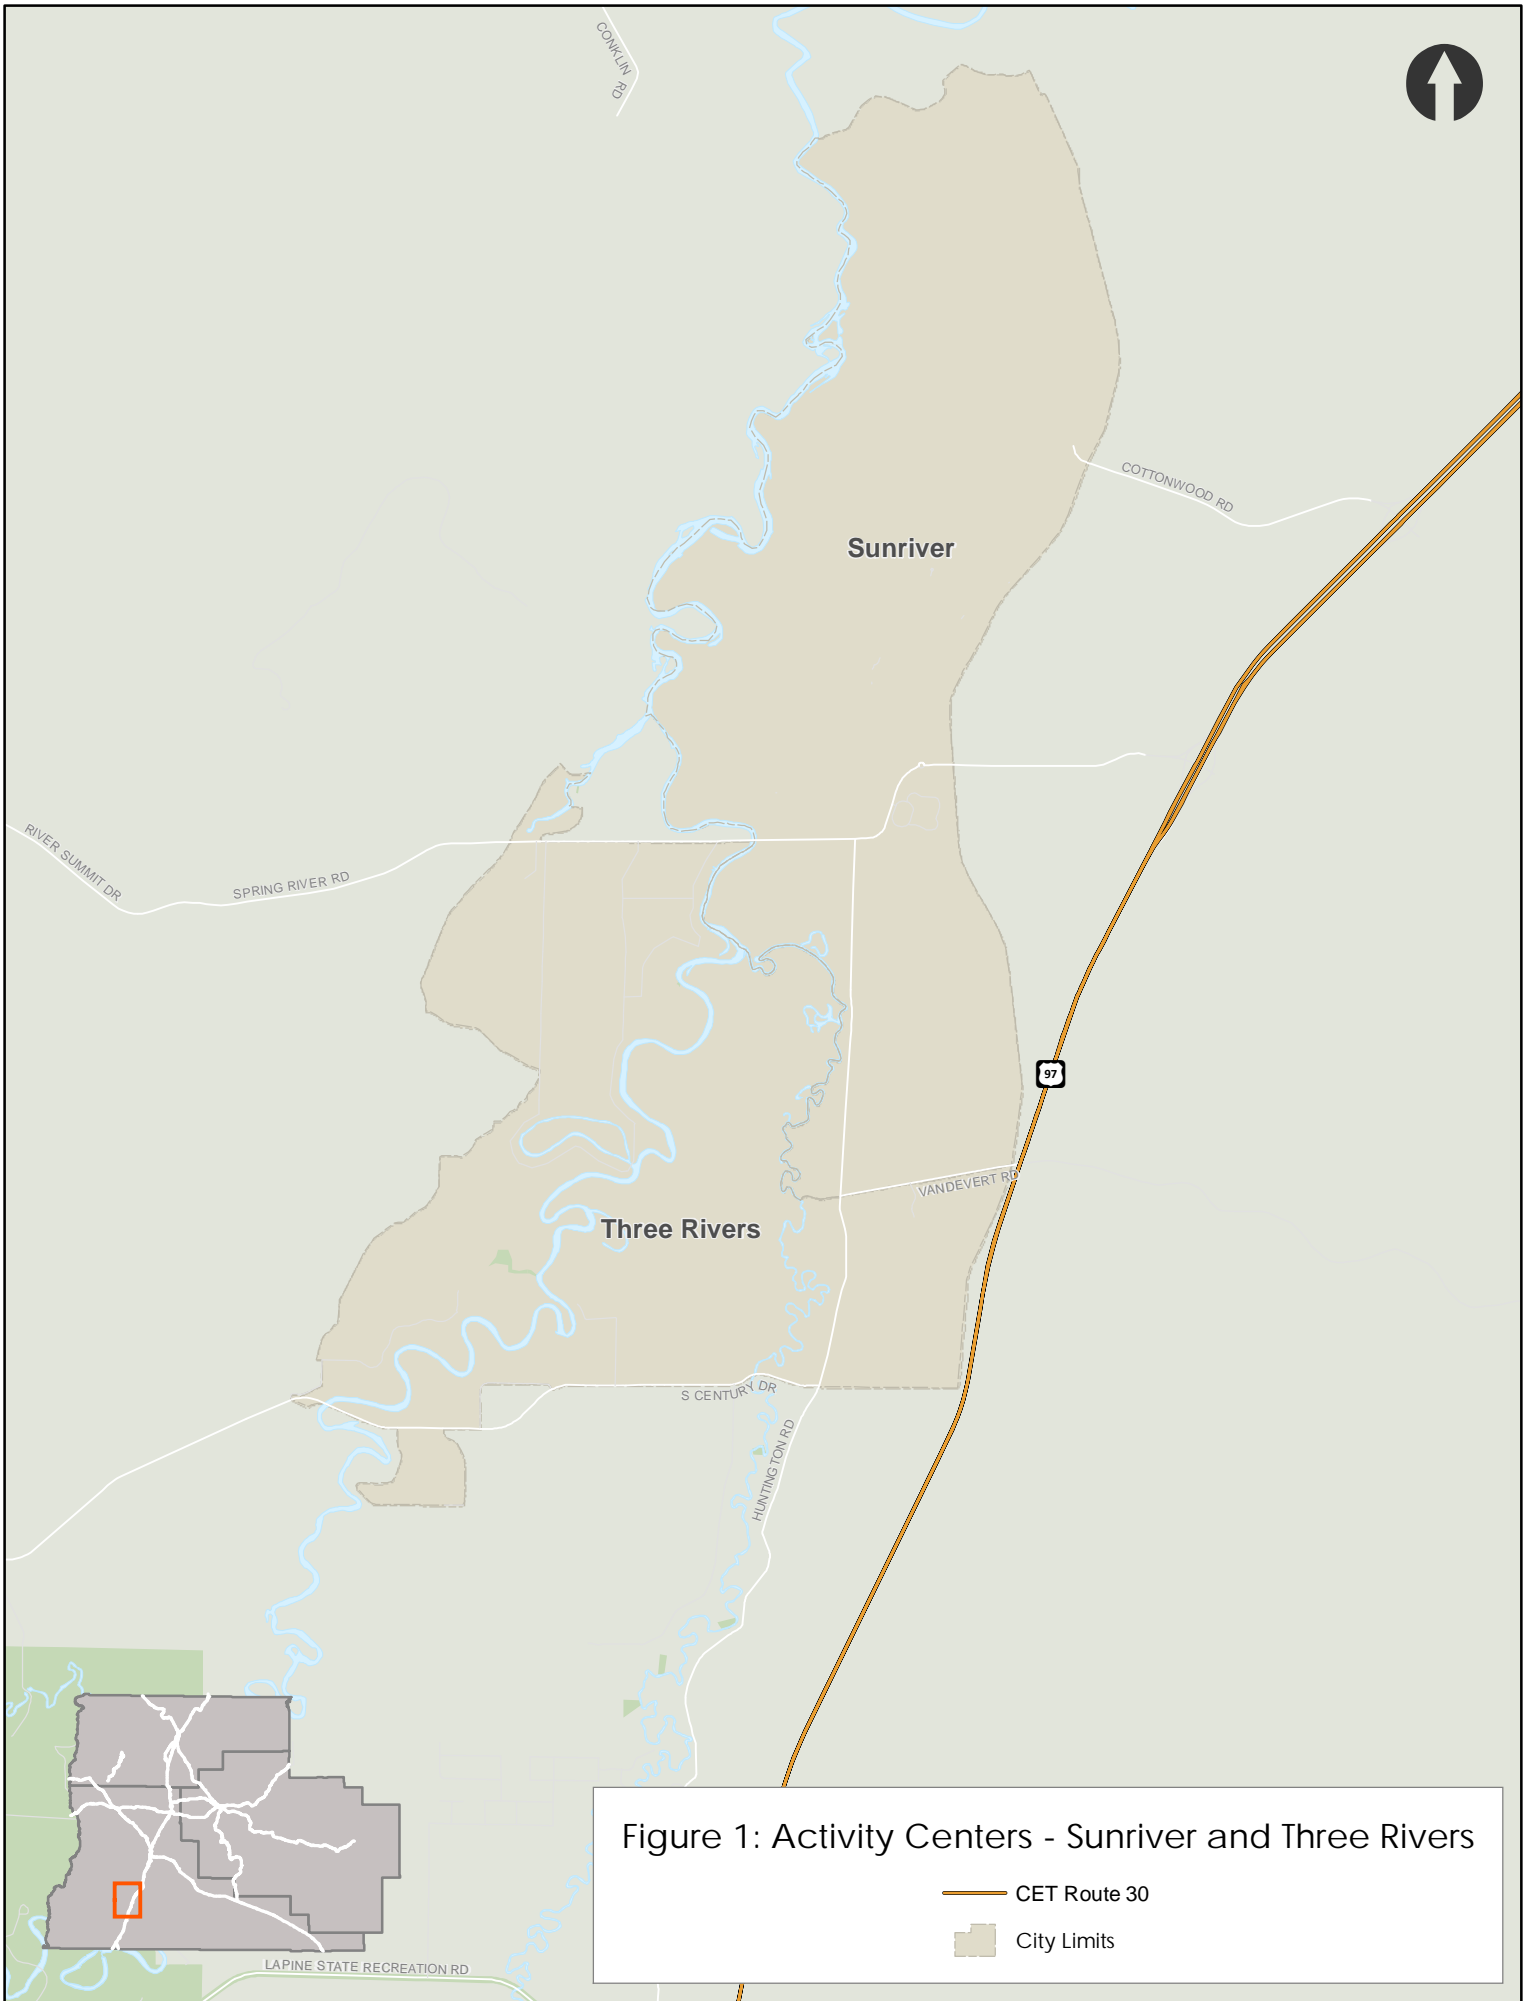 CONKLIN RD
COTTONWOOD RD
Sunriver
RIVER SUMMIT DR
SPRING RIVER RD
97
VANDEVERT RD
Three Rivers
S CENTURY DR
HUNTINGTON RD
Figure 1: Activity Centers - Sunriver and Three Rivers
CET Route 30
City Limits
LAPINE STATE RECREATION RD